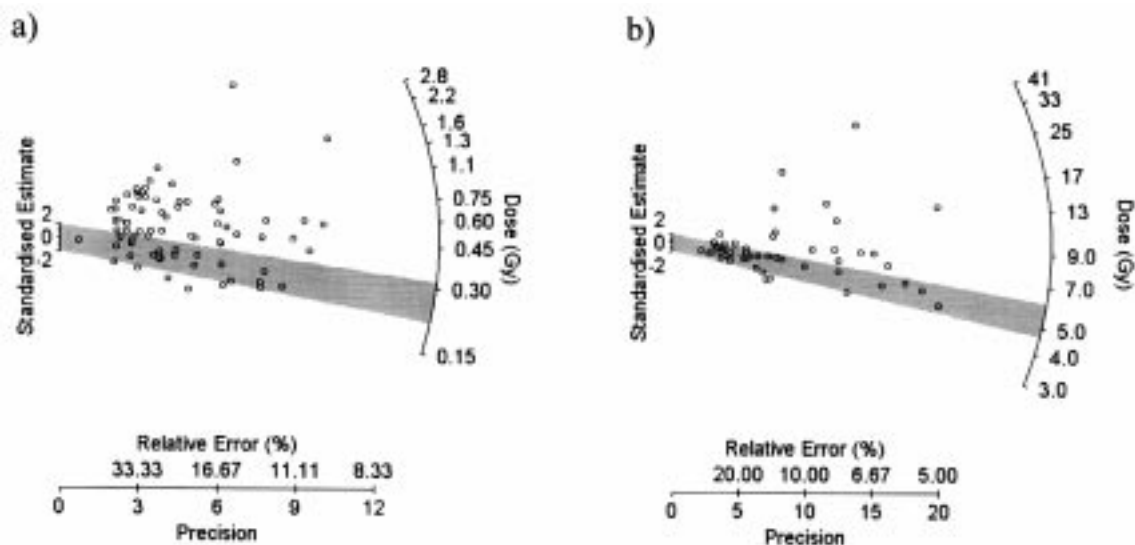 a)
Standardised Estimate
2
0
-2
2.8
2.2
1.6
1.3
1.1
0.75
0.60
0.45
0.30
0.15
Dose (Gy)
Relative Error (%)
33.33 16.67 11.11 8.33
0 3 6 9 12
Precision
b)
Standardised Estimate
2
0
-2
41
33
25
17
13
9.0
7.0
5.0
4.0
3.0
Dose (Gy)
Relative Error (%)
20.00 10.00 6.67 5.00
0 5 10 15 20
Precision